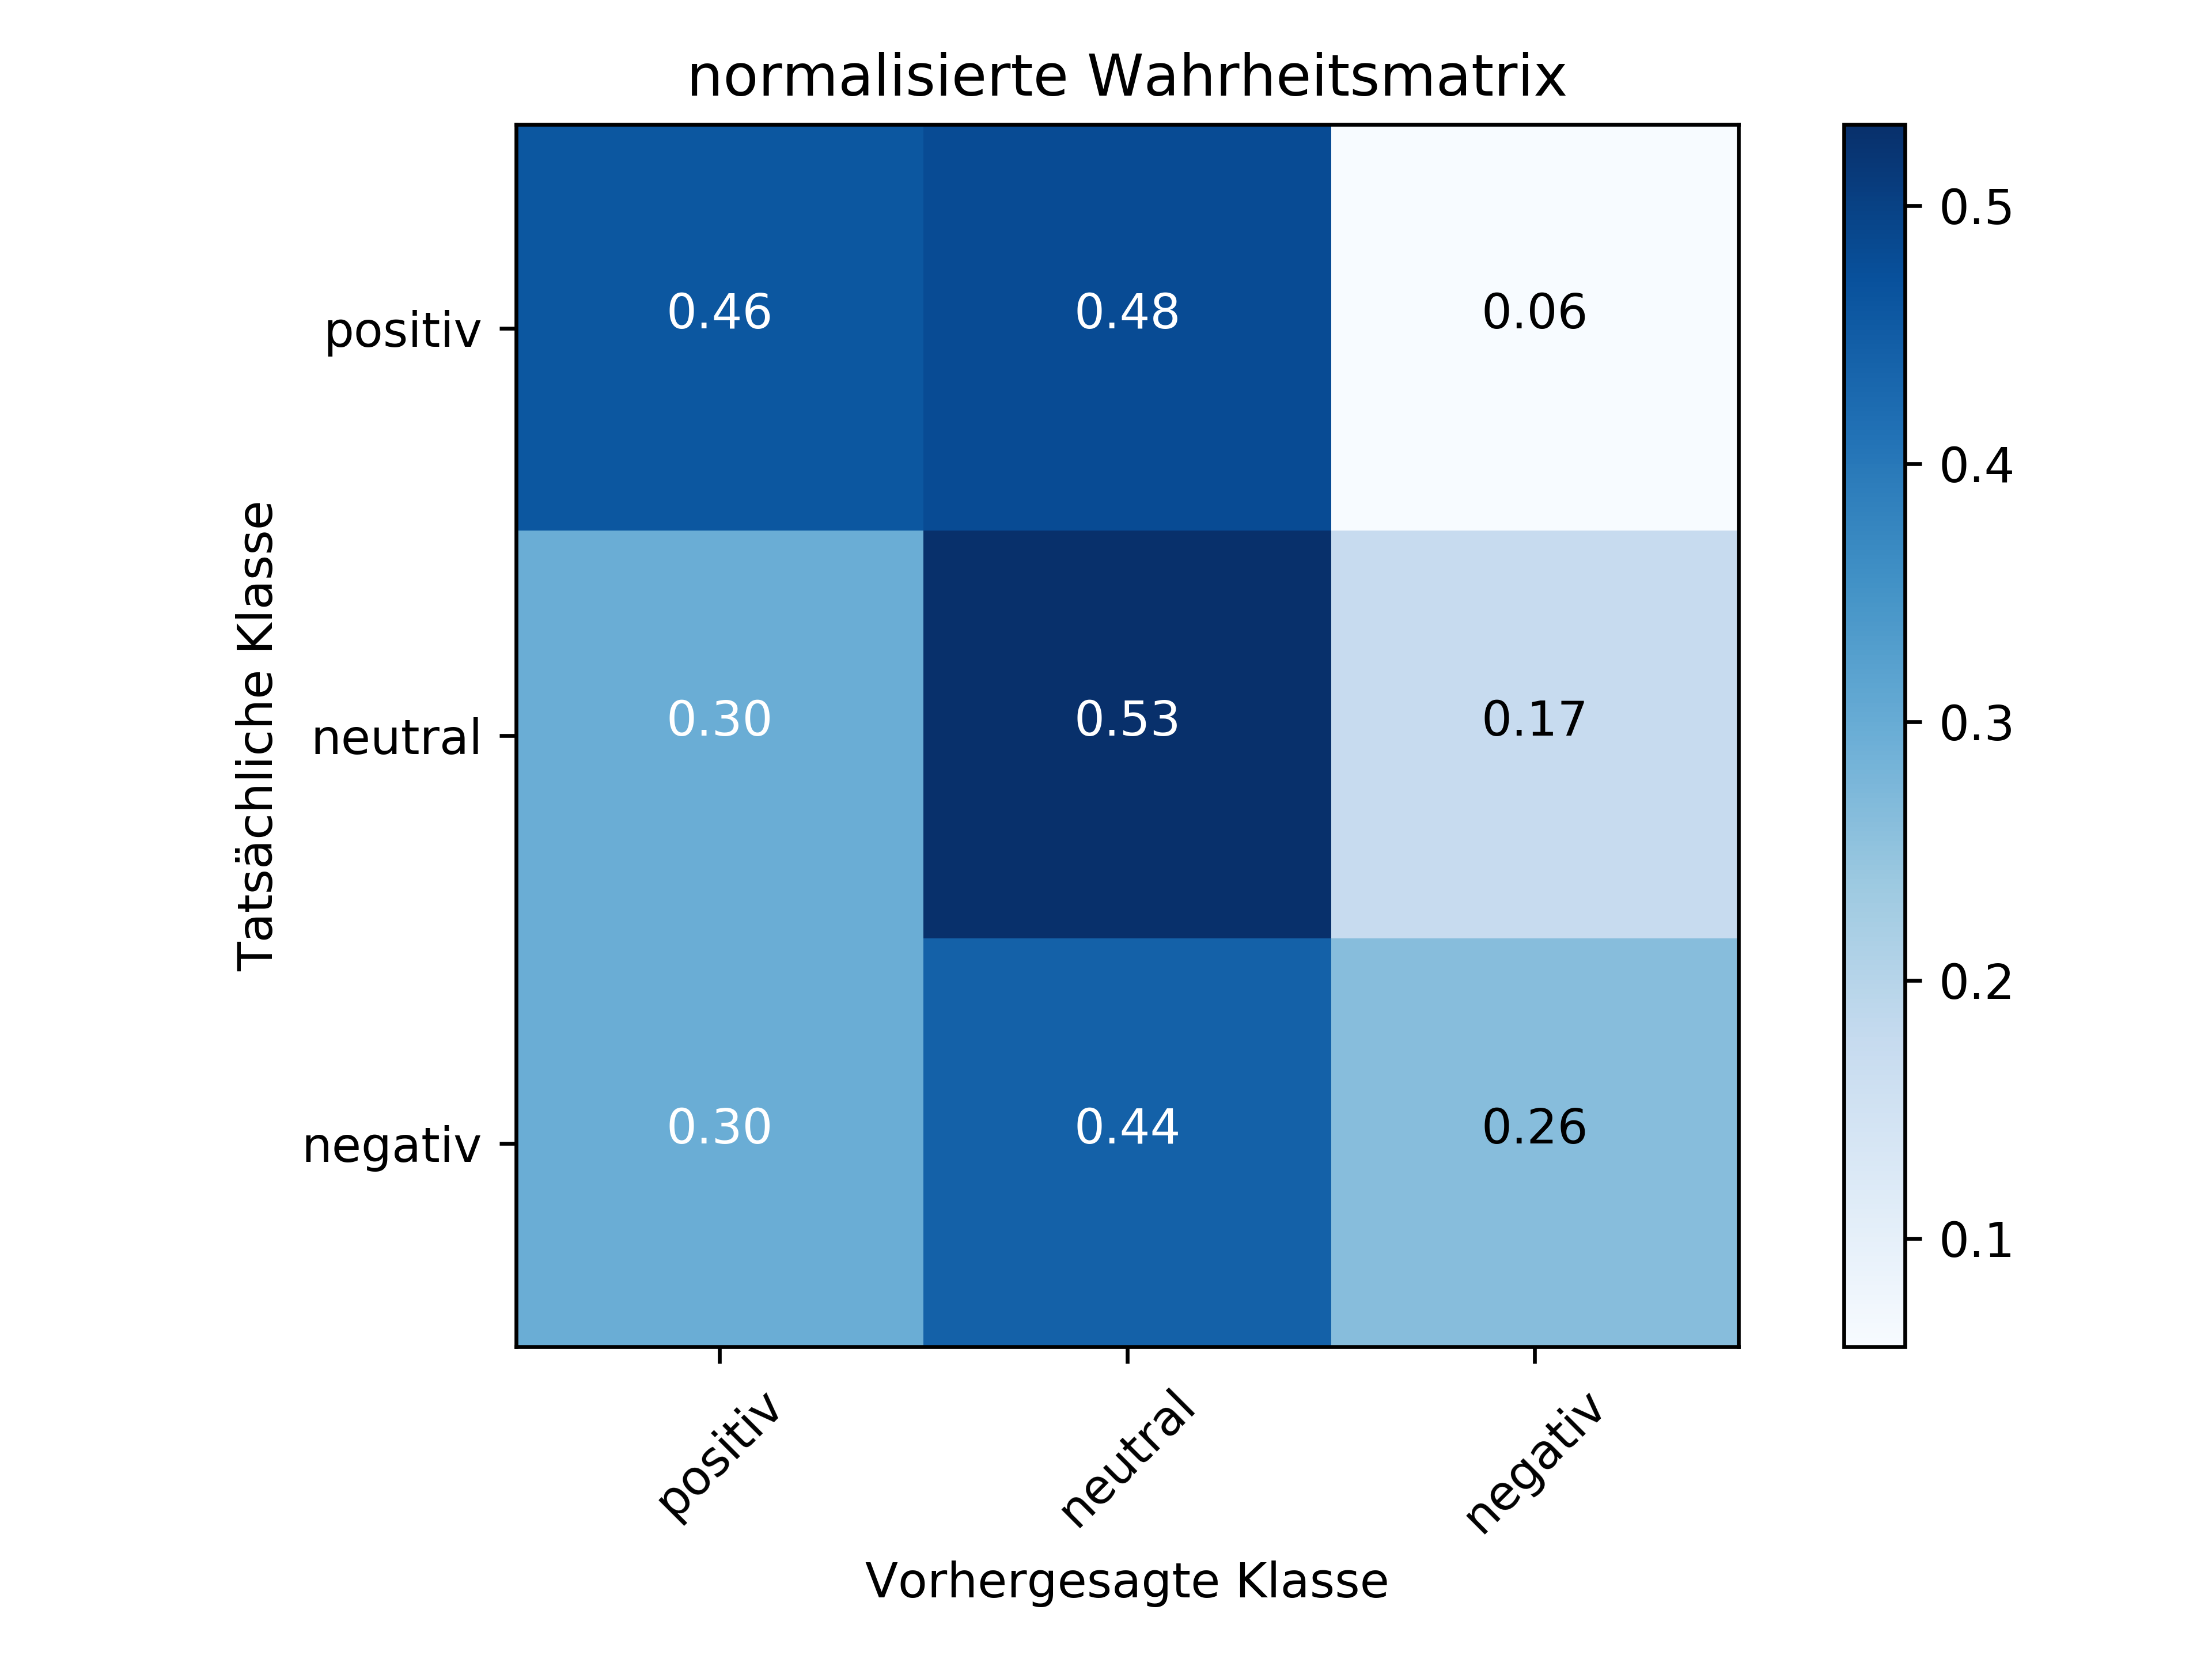 normalisierte Wahrheitsmatrix
Tatsächliche Klasse
positiv 0.46 0.48 0.06
neutral 0.30 0.53 0.17
negativ 0.30 0.44 0.26
positiv neutral negativ
Vorhergesagte Klasse
0.5
0.4
0.3
0.2
0.1